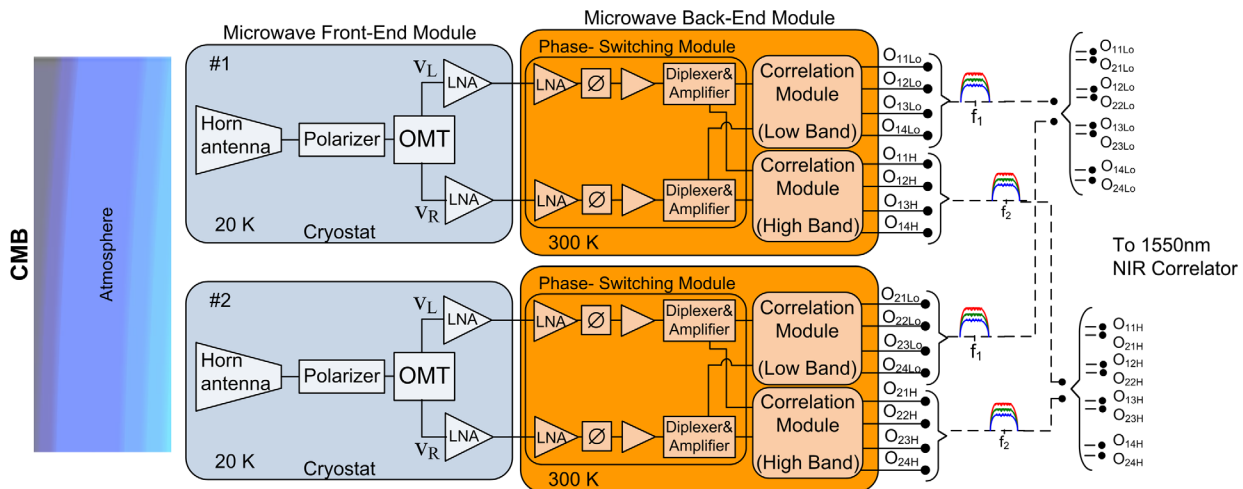 Microwave Front-End Module
Microwave Back-End Module
CMB
Atmosphere
#1
Horn
antenna
Polarizer
OMT
V_L
LNA
V_R
LNA
20 K
Cryostat
Phase- Switching Module
LNA
Ø
Diplexer&
Amplifier
LNA
Ø
Diplexer&
Amplifier
300 K
Correlation
Module
(Low Band)
Correlation
Module
(High Band)
O11Lo
O12Lo
O13Lo
O14Lo
O11H
O12H
O13H
O14H
f1
f2
#2
Horn
antenna
Polarizer
OMT
V_L
LNA
V_R
LNA
20 K
Cryostat
Phase- Switching Module
LNA
Ø
Diplexer&
Amplifier
LNA
Ø
Diplexer&
Amplifier
300 K
Correlation
Module
(Low Band)
Correlation
Module
(High Band)
O21Lo
O22Lo
O23Lo
O24Lo
O21H
O22H
O23H
O24H
f1
f2
O11Lo
O21Lo
O12Lo
O22Lo
O13Lo
O23Lo
O14Lo
O24Lo
To 1550nm
NIR Correlator
O11H
O21H
O12H
O22H
O13H
O23H
O14H
O24H